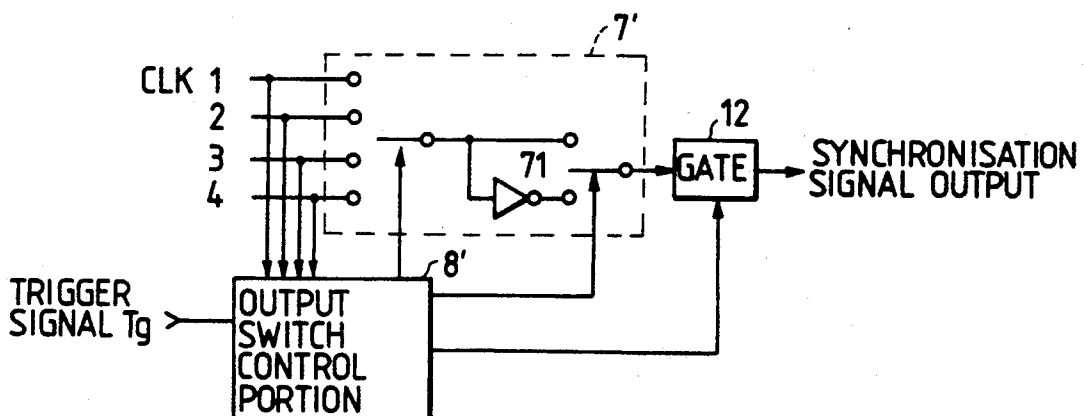 7'
CLK 1
2
3
4
71
12
GATE
SYNCHRONISATION
SIGNAL OUTPUT
8'
TRIGGER
SIGNAL Tg
OUTPUT
SWITCH
CONTROL
PORTION